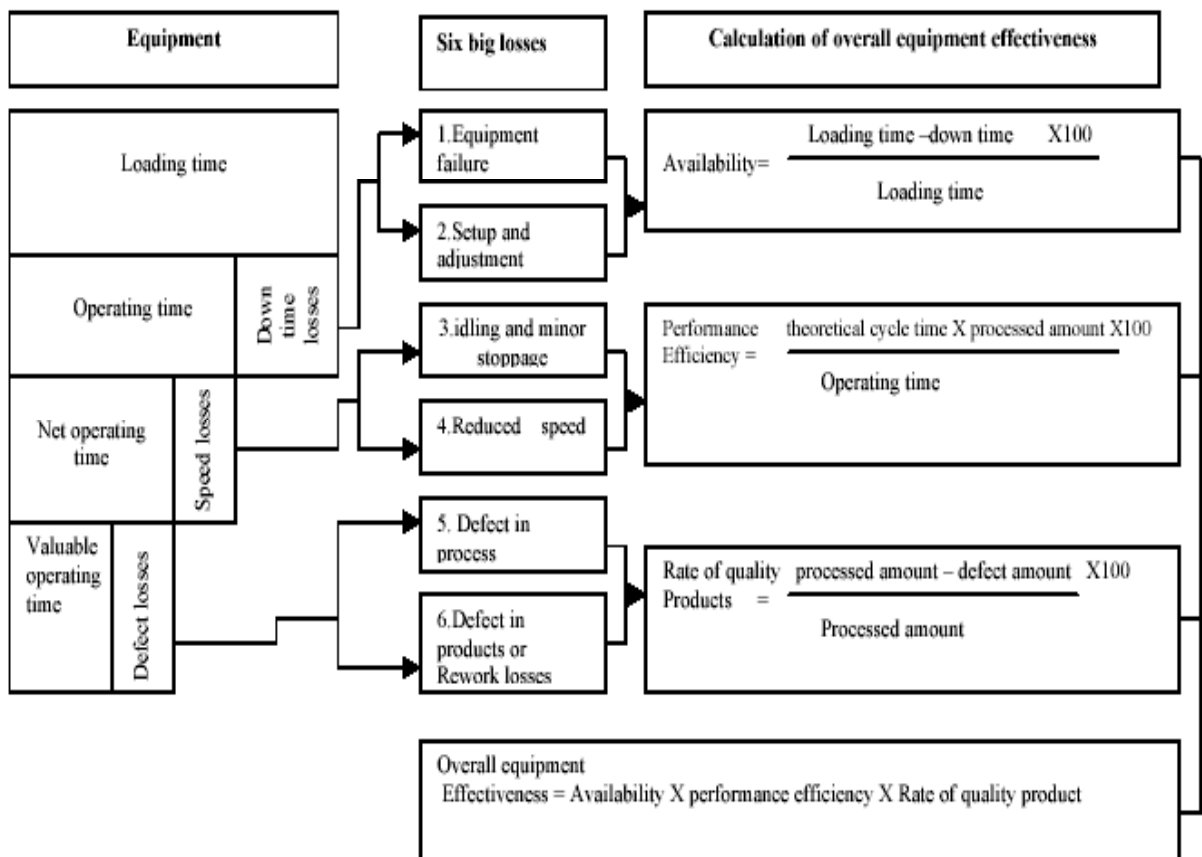 Equipment
Six big losses
Calculation of overall equipment effectiveness
Loading time
Operating time
Down
time
losses
Net operating
time
Speed losses
Valuable
operating
time
Defect losses
1.Equipment
failure
2.Setup and
adjustment
3.idling and minor
stoppage
4.Reduced speed
5. Defect in
process
6.Defect in
products or
Rework losses
Loading time –down time X100
Availability=
Loading time
Performance theoretical cycle time X processed amount X100
Efficiency =
Operating time
Rate of quality processed amount – defect amount X100
Products =
Processed amount
Overall equipment
Effectiveness = Availability X performance efficiency X Rate of quality product